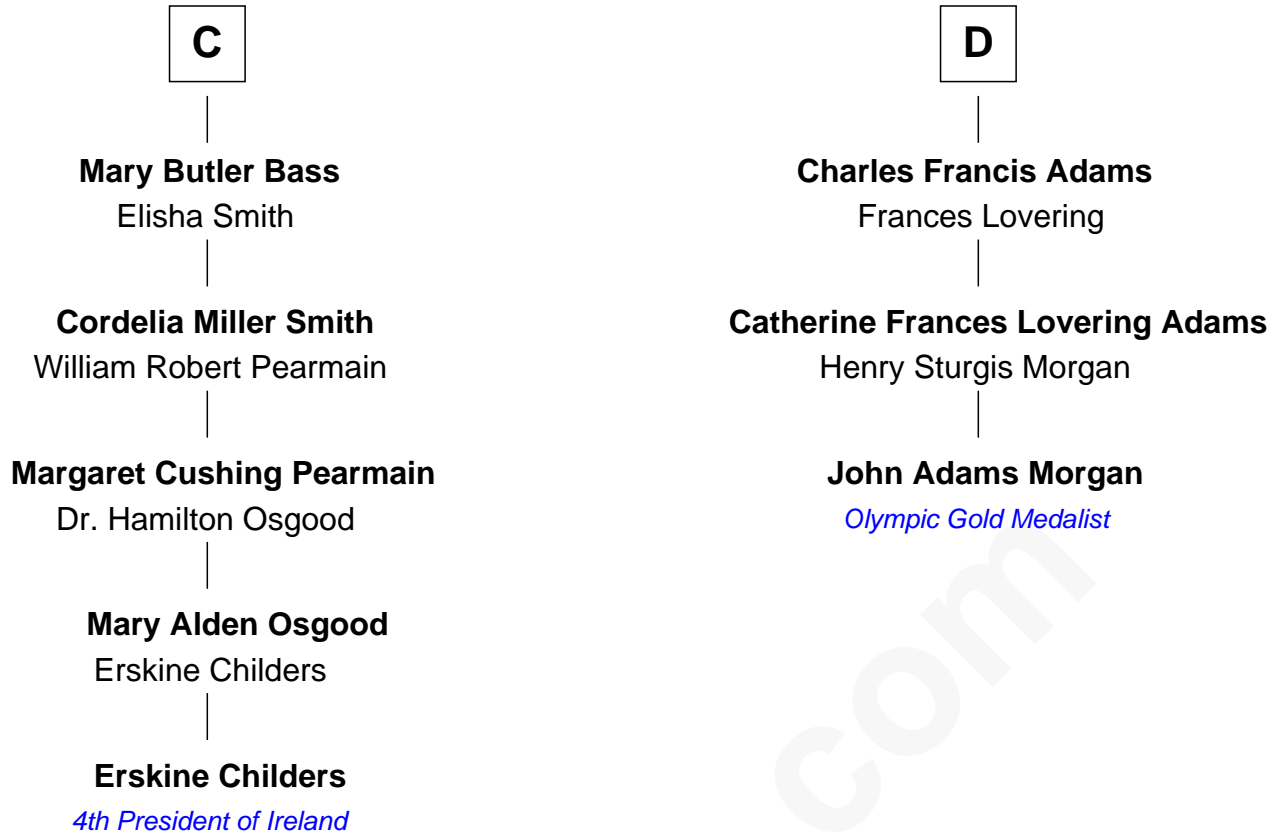 C
Mary Butler Bass
Elisha Smith
Cordelia Miller Smith
William Robert Pearmain
Margaret Cushing Pearmain
Dr. Hamilton Osgood
Mary Alden Osgood
Erskine Childers
Erskine Childers
4th President of Ireland
D
Charles Francis Adams
Frances Lovering
Catherine Frances Lovering Adams
Henry Sturgis Morgan
John Adams Morgan
Olympic Gold Medalist
com